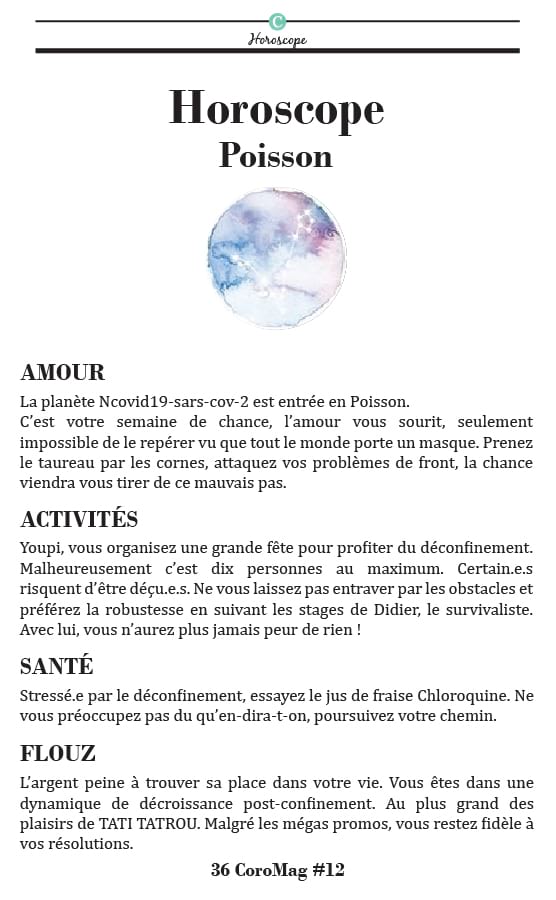 C
Horoscope
Horoscope
Poisson
AMOUR
La planète Ncovid19-sars-cov-2 est entrée en Poisson.
C'est votre semaine de chance, l'amour vous sourit, seulement
impossible de le repérer vu que tout le monde porte un masque. Prenez
le taureau par les cornes, attaquez vos problèmes de front, la chance
viendra vous tirer de ce mauvais pas.
ACTIVITÉS
Youpi, vous organisez une grande fête pour profiter du déconfinement.
Malheureusement c'est dix personnes au maximum. Certain.e.s
risquent d'être déçu.e.s. Ne vous laissez pas entraver par les obstacles et
préférez la robustesse en suivant les stages de Didier, le survivaliste.
Avec lui, vous n'aurez plus jamais peur de rien !
SANTÉ
Stressé.e par le déconfinement, essayez le jus de fraise Chloroquine. Ne
vous préoccupez pas du qu'en-dira-t-on, poursuivez votre chemin.
FLOUZ
L'argent peine à trouver sa place dans votre vie. Vous êtes dans une
dynamique de décroissance post-confinement. Au plus grand des
plaisirs de TATI TATROU. Malgré les mégas promos, vous restez fidèle à
vos résolutions.
36 CoroMag #12